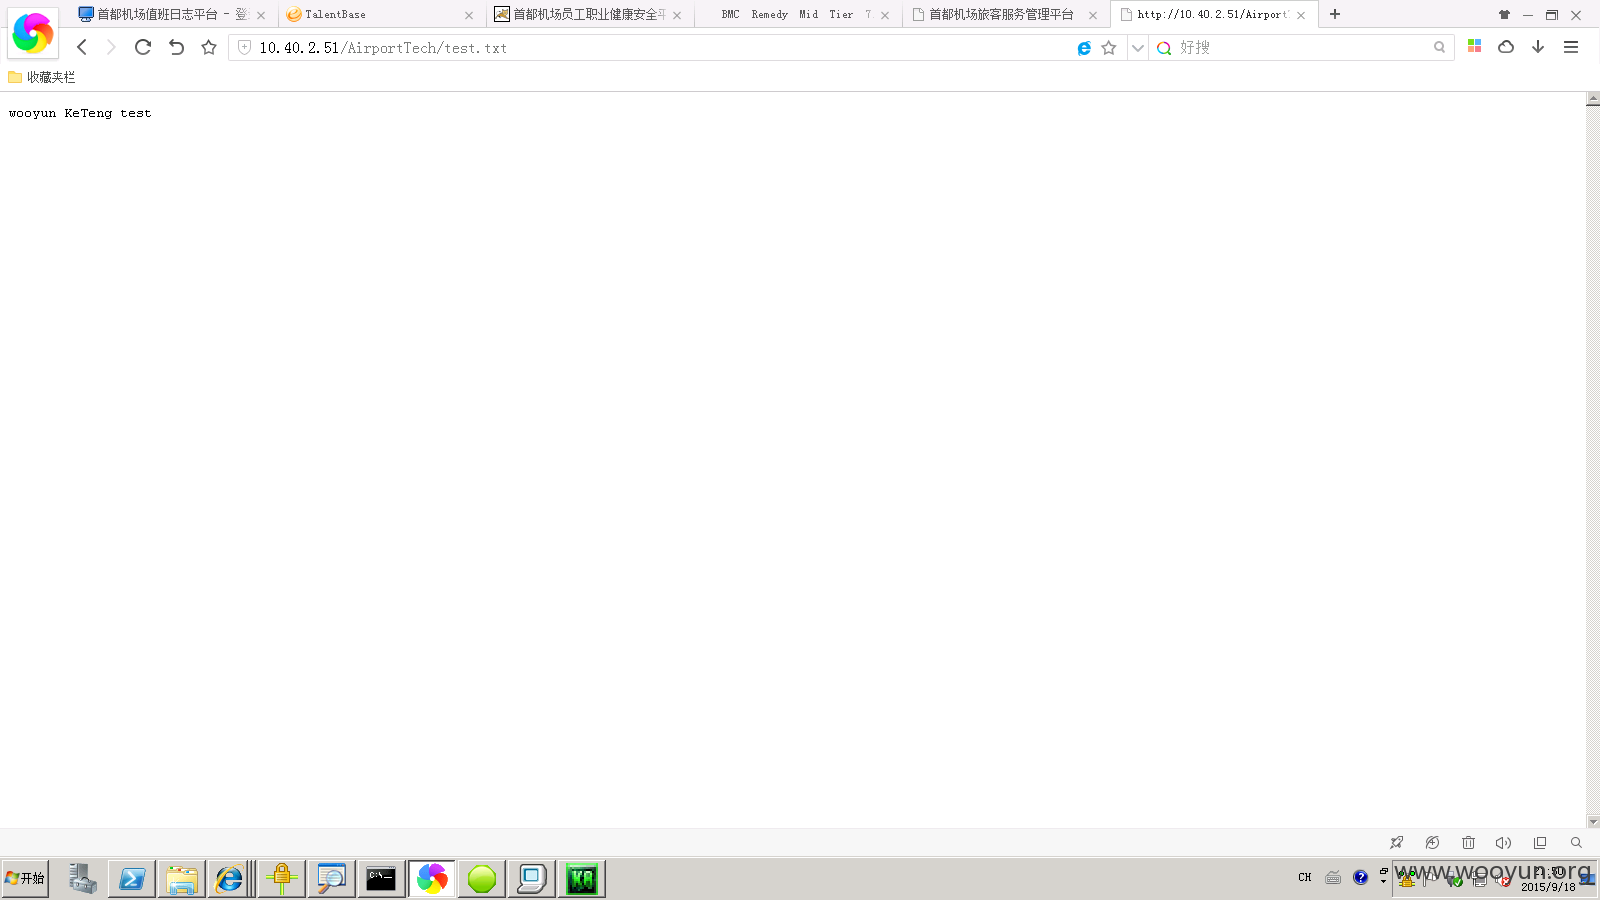 首都机场值班日志平台 - 登
TalentBase
首都机场员工职业健康安全平
BMC Remedy Mid Tier 7
首都机场旅客服务管理平台
http://10.40.2.51/Airport
10.40.2.51/AirportTech/test.txt
好搜
收藏夹栏
wooyun KeTeng test
开始
CH
www.wooyun.org
2015/9/18